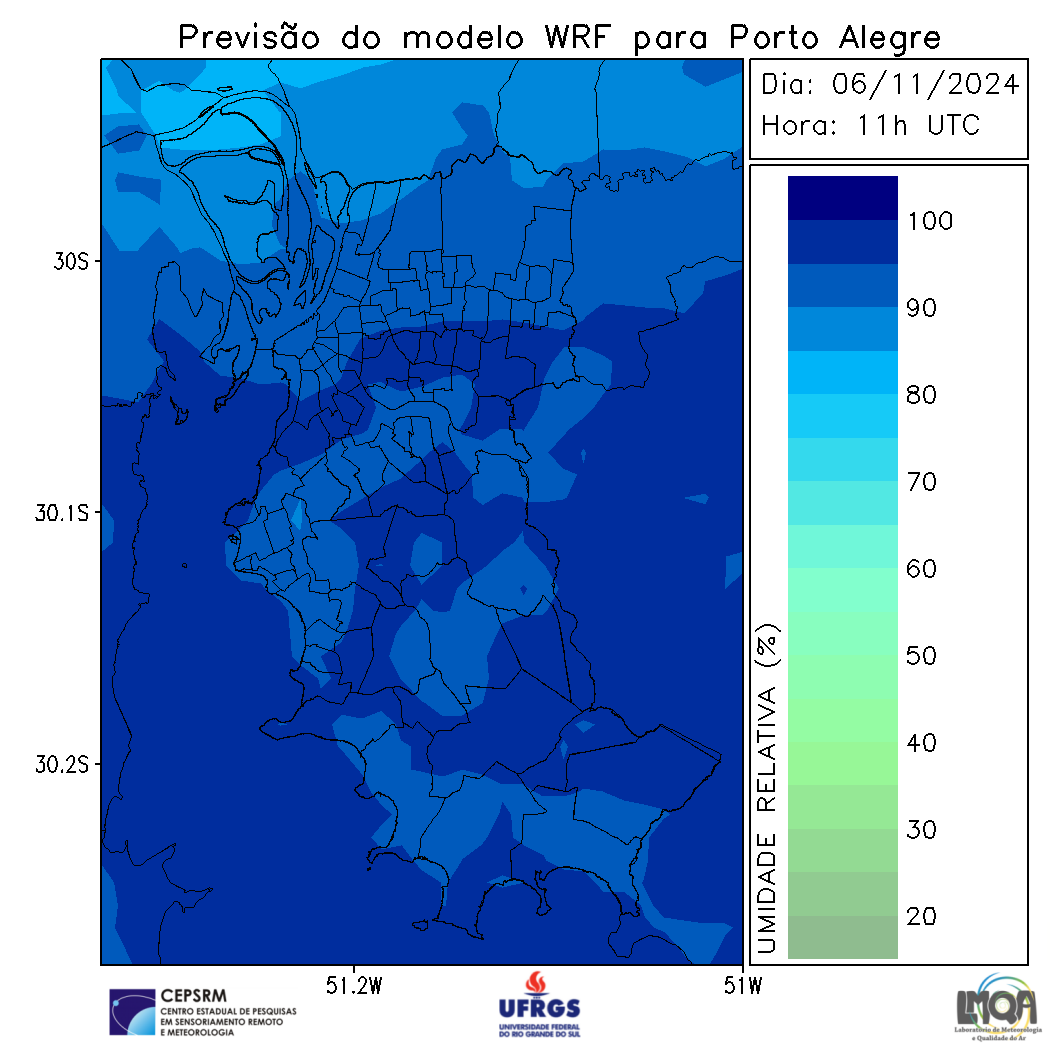 Previsão do modelo WRF para Porto Alegre
Dia: 06/11/2024
Hora: 11h UTC
100
90
80
70
60
50
40
30
20
UMIDADE RELATIVA (%)
30S
30.1S
30.2S
51.2W
51W
CEPSRM
CENTRO ESTADUAL DE PESQUISAS
EM SENSORIAMENTO REMOTO
E METEOROLOGIA
UFRGS
UNIVERSIDADE FEDERAL
DO RIO GRANDE DO SUL
LMQA
Laboratório de Meteorologia
e Qualidade do Ar